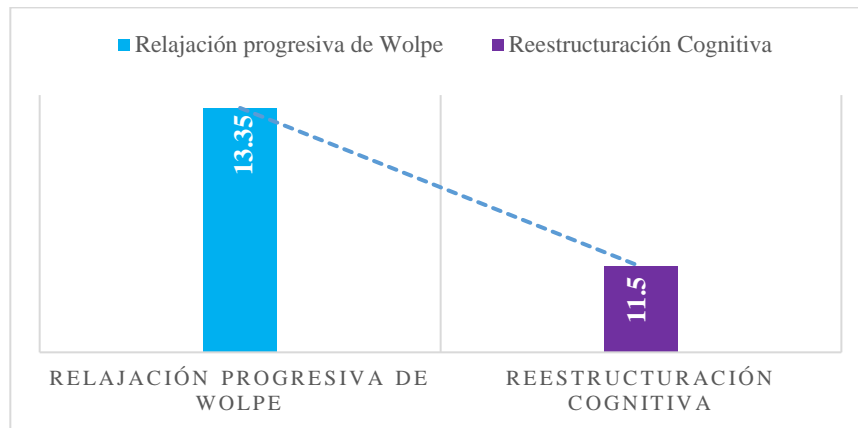 Relajación progresiva de Wolpe
Reestructuración Cognitiva
13.35
11.5
RELAJACIÓN PROGRESIVA DE
WOLPE
REESTRUCTURACIÓN
COGNITIVA